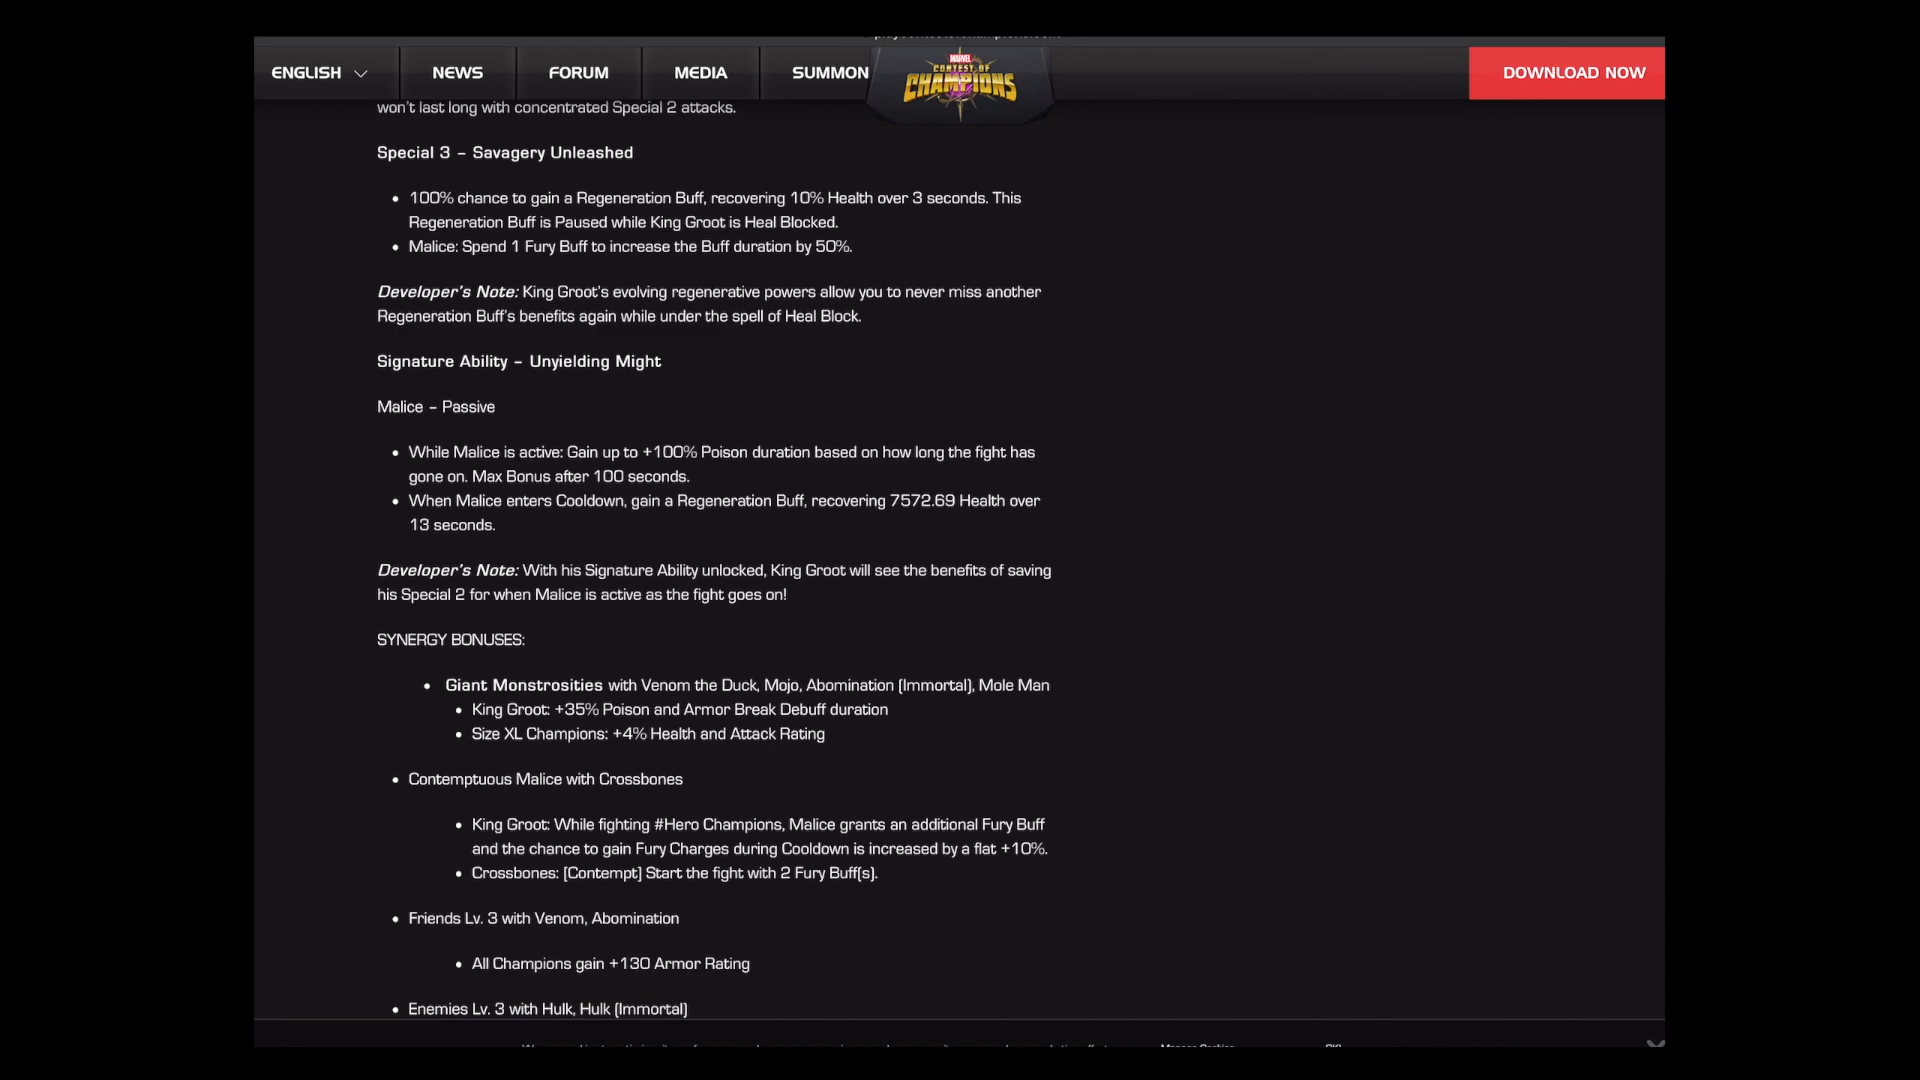 ENGLISH NEWS FORUM MEDIA SUMMON MARVEL CONTEST OF CHAMPIONS DOWNLOAD NOW
won't last long with concentrated Special 2 attacks.
Special 3 – Savagery Unleashed
• 100% chance to gain a Regeneration Buff, recovering 10% Health over 3 seconds. This
Regeneration Buff is Paused while King Groot is Heal Blocked.
• Malice: Spend 1 Fury Buff to increase the Buff duration by 50%.
Developer's Note: King Groot's evolving regenerative powers allow you to never miss another
Regeneration Buff's benefits again while under the spell of Heal Block.
Signature Ability – Unyielding Might
Malice – Passive
• While Malice is active: Gain up to +100% Poison duration based on how long the fight has
gone on. Max Bonus after 100 seconds.
• When Malice enters Cooldown, gain a Regeneration Buff, recovering 7572.69 Health over
13 seconds.
Developer's Note: With his Signature Ability unlocked, King Groot will see the benefits of saving
his Special 2 for when Malice is active as the fight goes on!
SYNERGY BONUSES:
• Giant Monstrosities with Venom the Duck, Mojo, Abomination (Immortal), Mole Man
• King Groot: +35% Poison and Armor Break Debuff duration
• Size XL Champions: +4% Health and Attack Rating
• Contemptuous Malice with Crossbones
• King Groot: While fighting #Hero Champions, Malice grants an additional Fury Buff
and the chance to gain Fury Charges during Cooldown is increased by a flat +10%.
• Crossbones: [Contempt] Start the fight with 2 Fury Buff(s).
• Friends Lv. 3 with Venom, Abomination
• All Champions gain +130 Armor Rating
• Enemies Lv. 3 with Hulk, Hulk (Immortal)